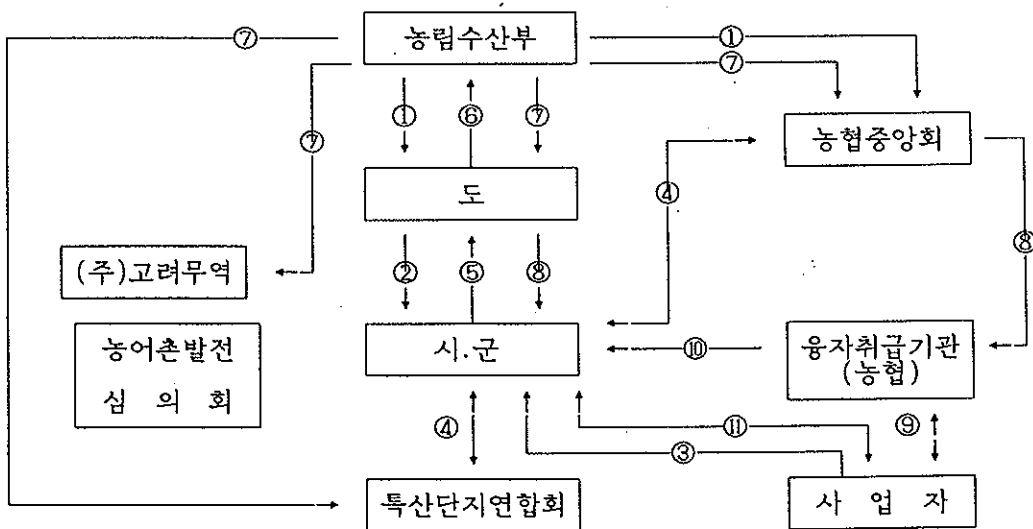 농림수산부
⑦
①
⑦
①
⑥
⑦
⑦
농협중앙회
도
④
②
⑤
⑧
⑧
(주)고려무역
시.군
⑩
융자취급기관
(농협)
농어촌발전
심 의 회
④
⑪
⑨
③
특산단지연합회
사 업 자